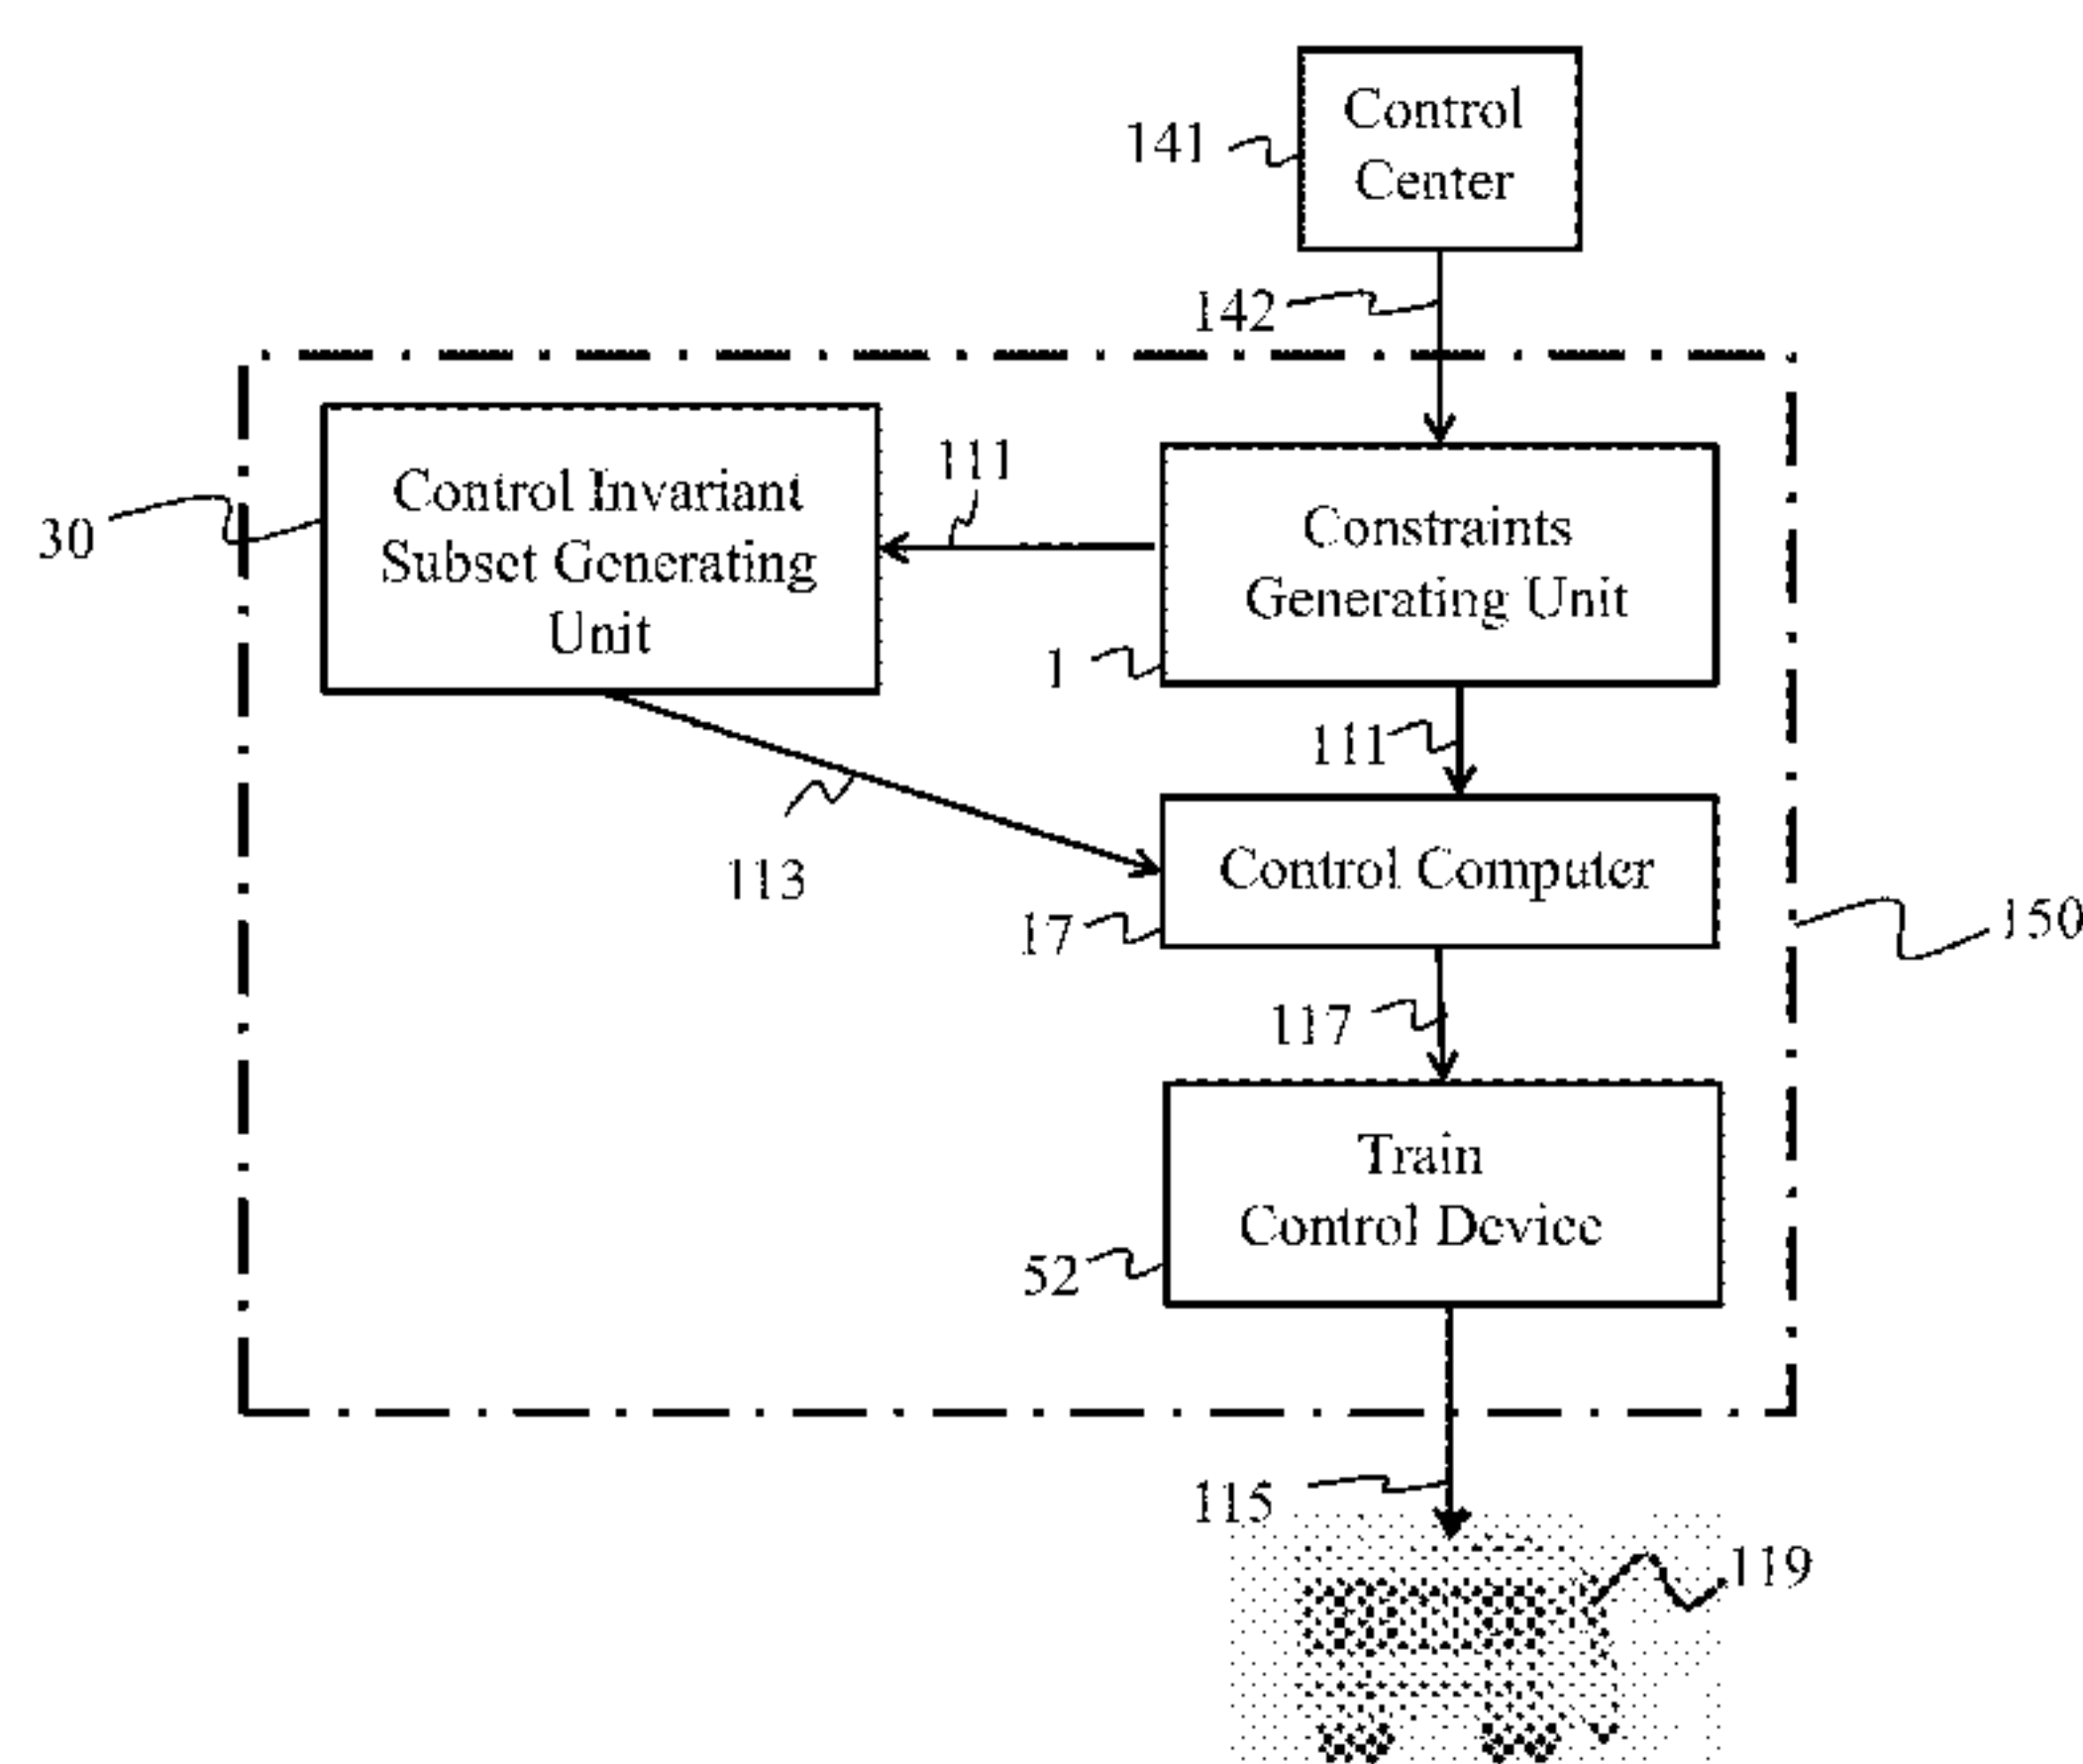 Control
Center
141
142
Control Invariant
Subset Generating
Unit
30
111
Constraints
Generating Unit
1
111
113
Control Computer
17
150
117
Train
Control Device
52
115
119